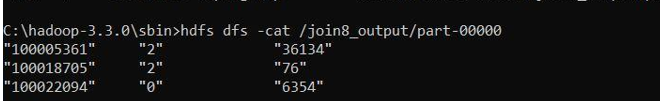 C:\hadoop-3.3.0\sbin>hdfs dfs -cat /join8_output/part-00000
"100005361" "2" "36134"
"100018705" "2" "76"
"100022094" "0" "6354"